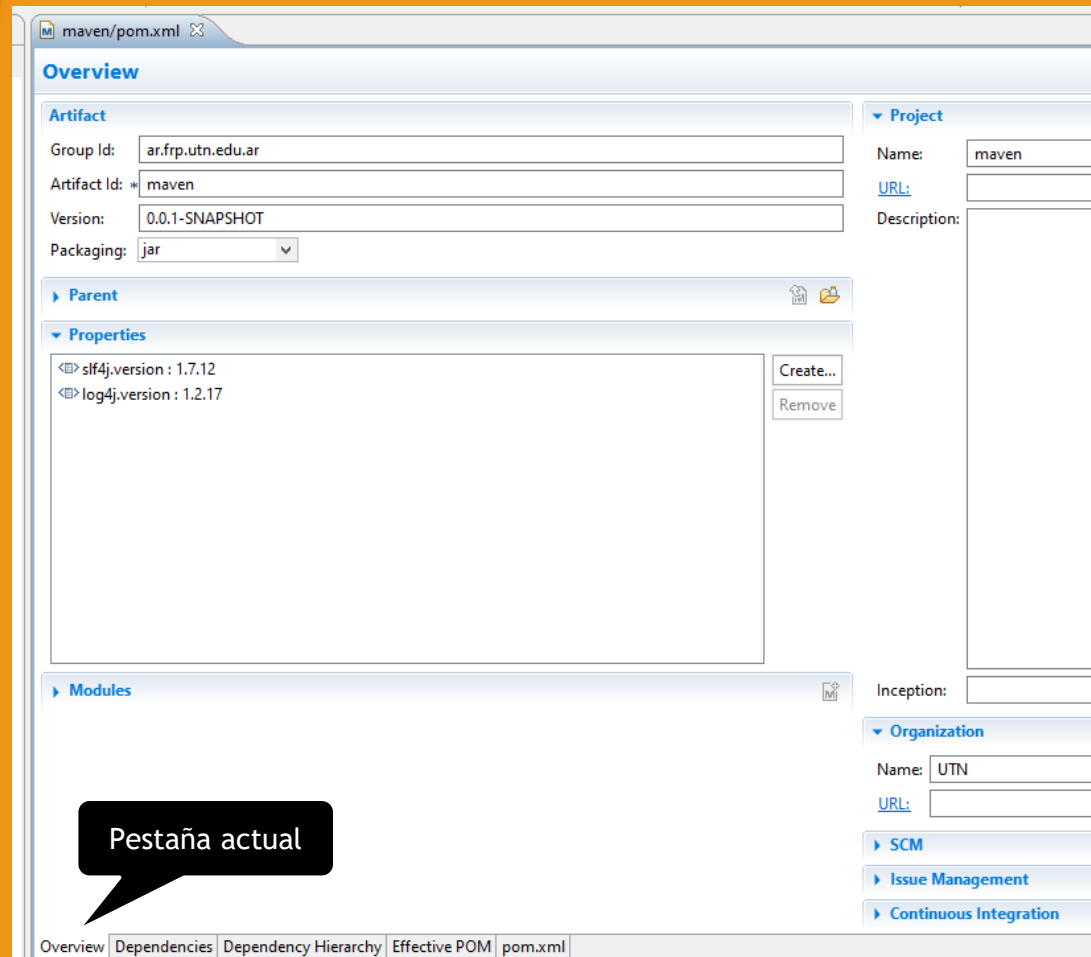 maven/pom.xml
Overview
Artifact
Group Id: ar.frp.utn.edu.ar
Artifact Id: * maven
Version: 0.0.1-SNAPSHOT
Packaging: jar
Parent
Properties
slf4j.version : 1.7.12
log4j.version : 1.2.17
Create...
Remove
Modules
Project
Name: maven
URL:
Description:
Inception:
Organization
Name: UTN
URL:
SCM
Issue Management
Continuous Integration
Pestaña actual
Overview Dependencies Dependency Hierarchy Effective POM pom.xml